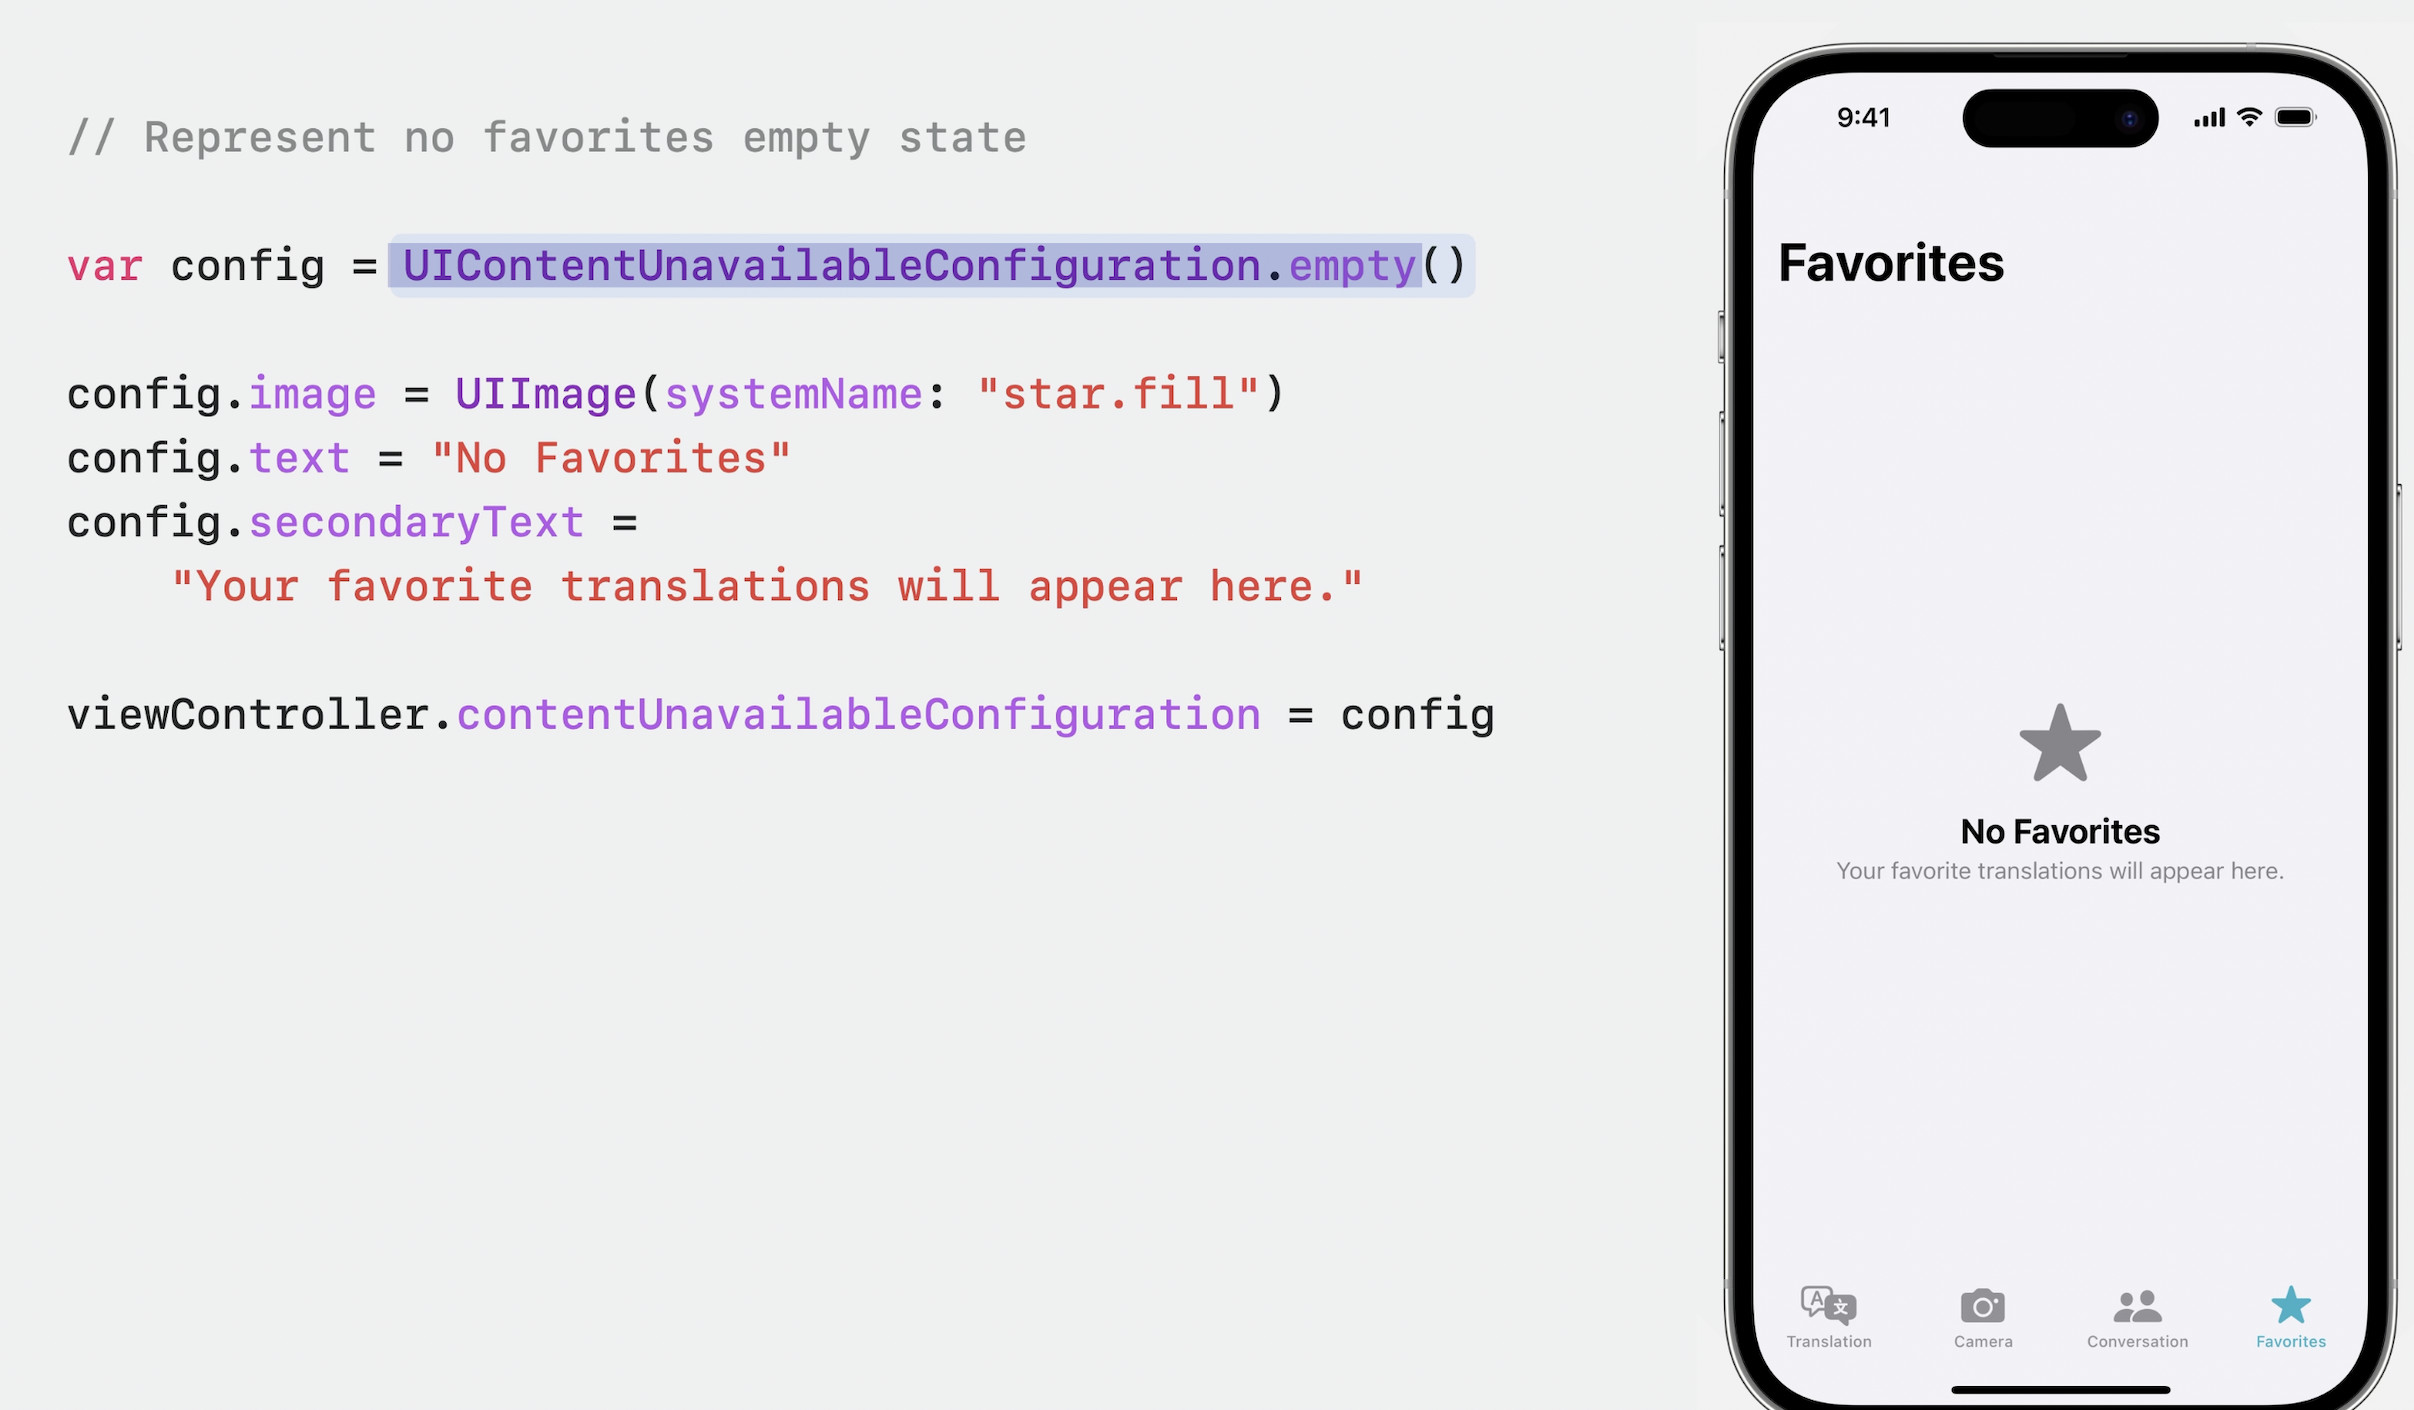 // Represent no favorites empty state
var config = UIContentUnavailableConfiguration.empty()
config.image = UIImage(systemName: "star.fill")
config.text = "No Favorites"
config.secondaryText =
    "Your favorite translations will appear here."
viewController.contentUnavailableConfiguration = config
9:41
Favorites
No Favorites
Your favorite translations will appear here.
A 文
Translation
Camera
Conversation
Favorites